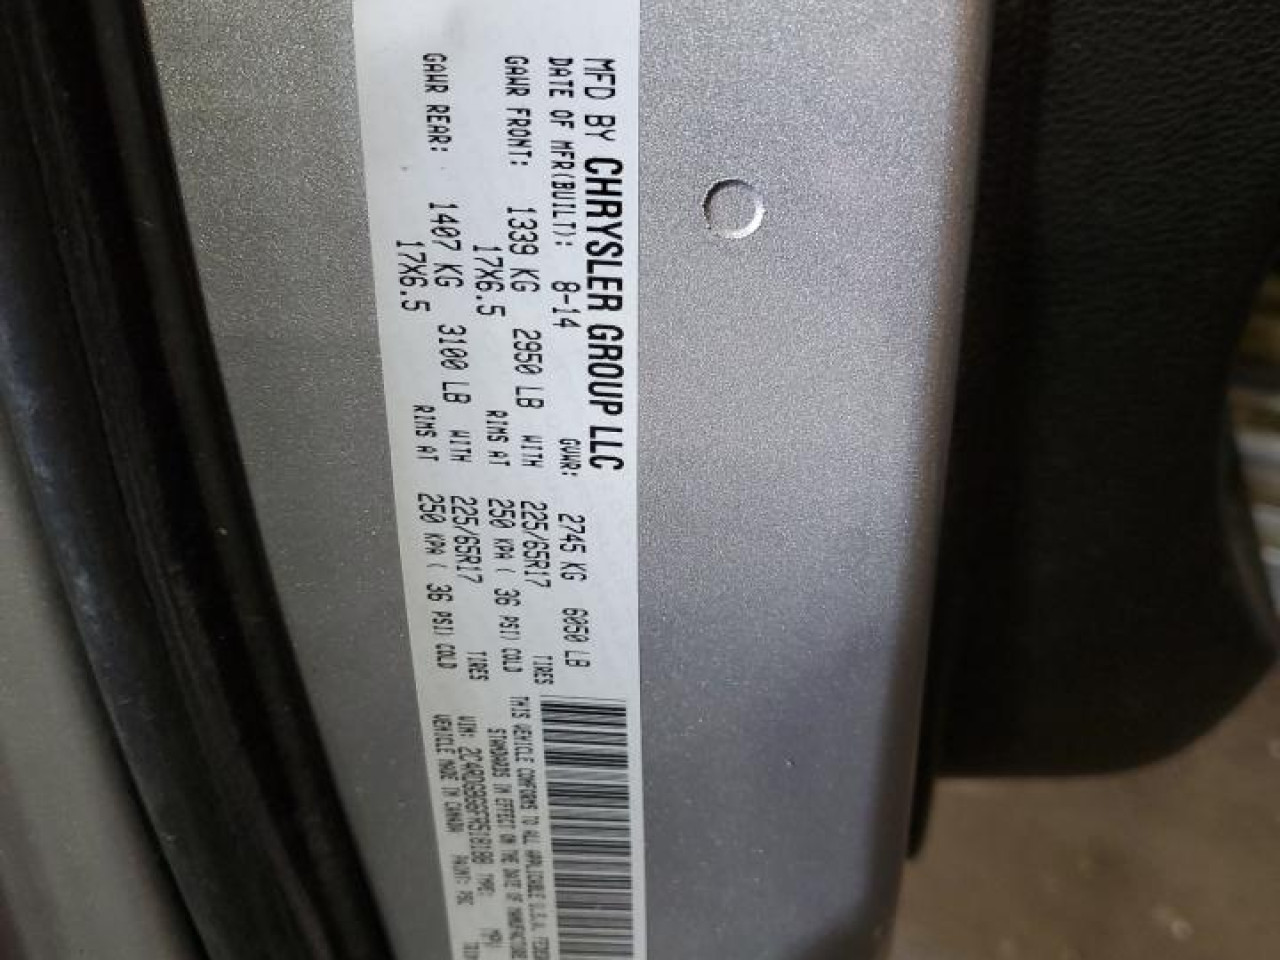 MFD BY CHRYSLER GROUP LLC
DATE OF MFR(BUILT): 8-14 GVWR: 2745 KG 6050 LB
GAWR FRONT: 1339 KG 2950 LB WITH 225/65R17 TIRES
17X6.5 RIMS AT 250 KPA ( 36 PSI) COLD
GAWR REAR: 1407 KG 3100 LB WITH 225/65R17 TIRES
17X6.5 RIMS AT 250 KPA ( 36 PSI) COLD
THIS VEHICLE CONFORMS TO ALL APPLICABLE U.S.A.
STANDARDS IN EFFECT ON THE DATE OF
VIN: TYPE:
VEHICLE MADE IN CANADA PAINT: